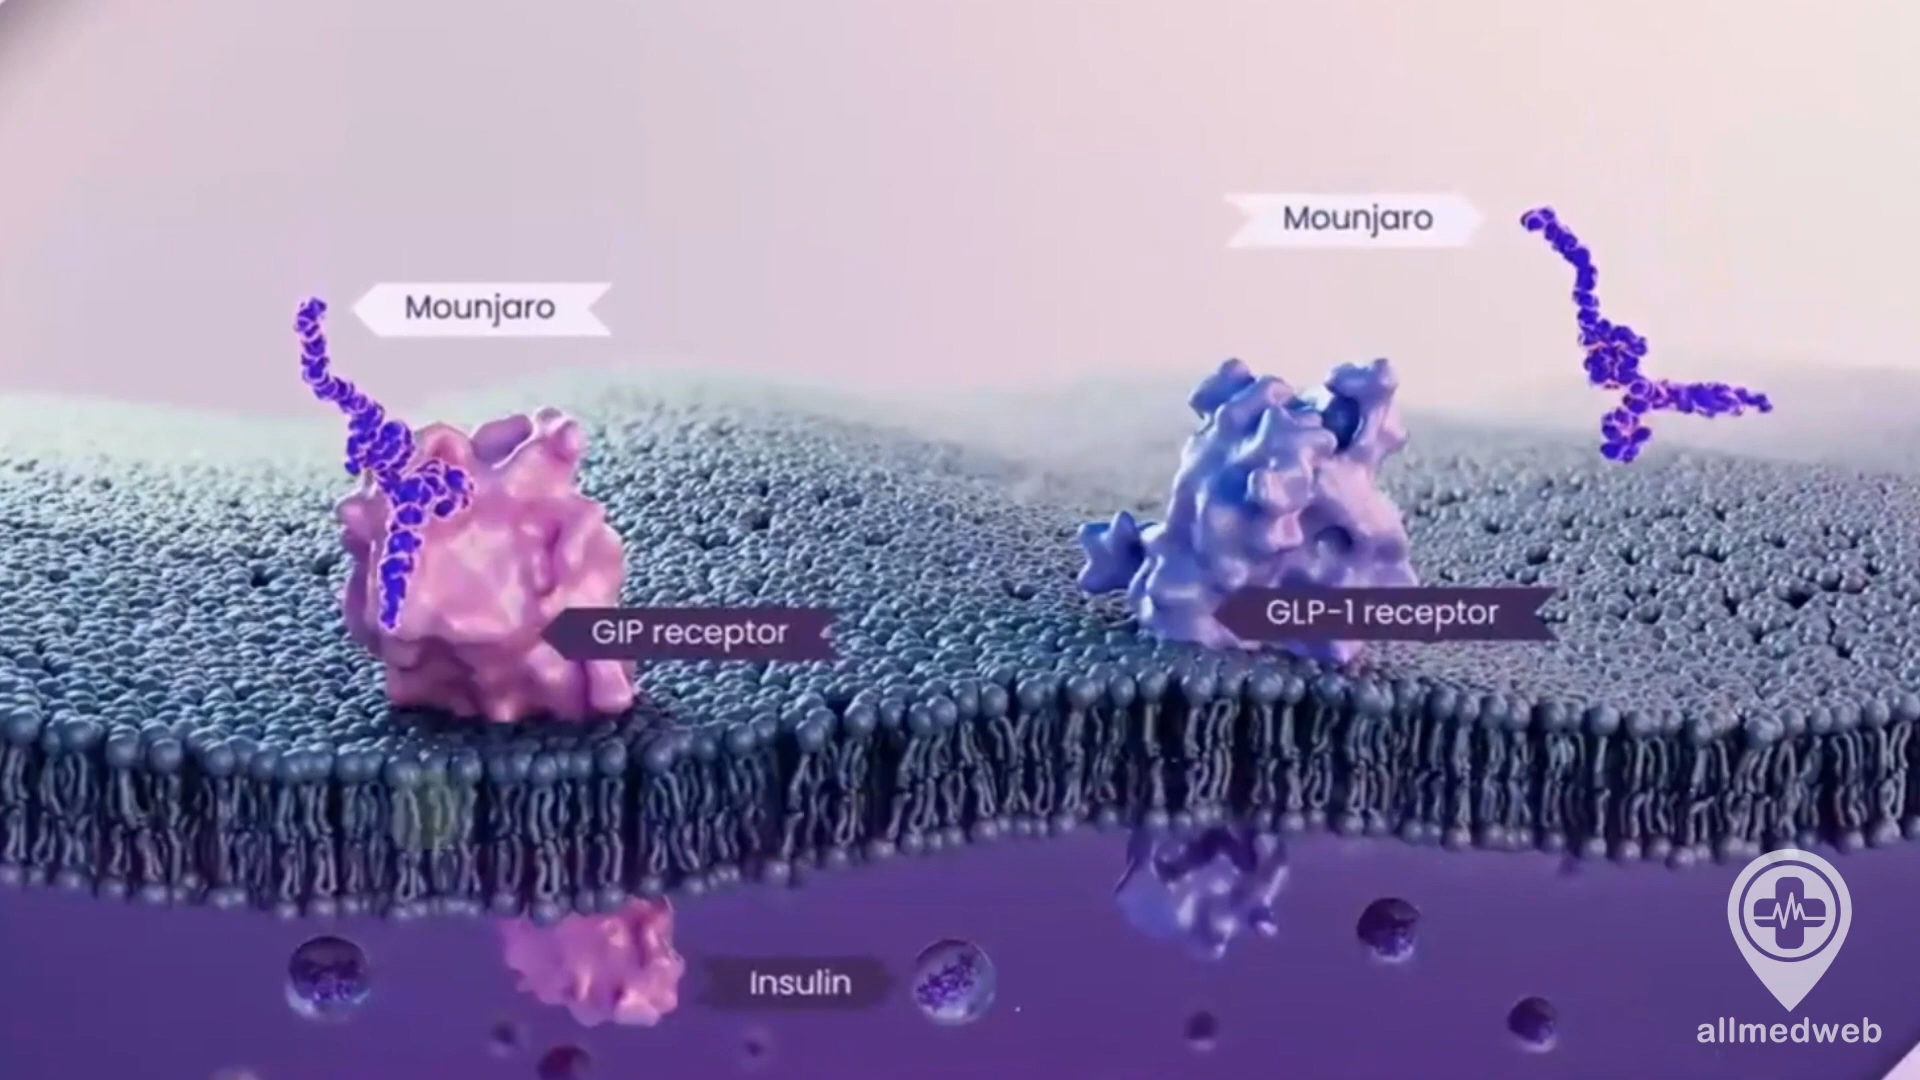 Mounjaro
Mounjaro
GIP receptor
GLP-1 receptor
Insulin
allmedweb